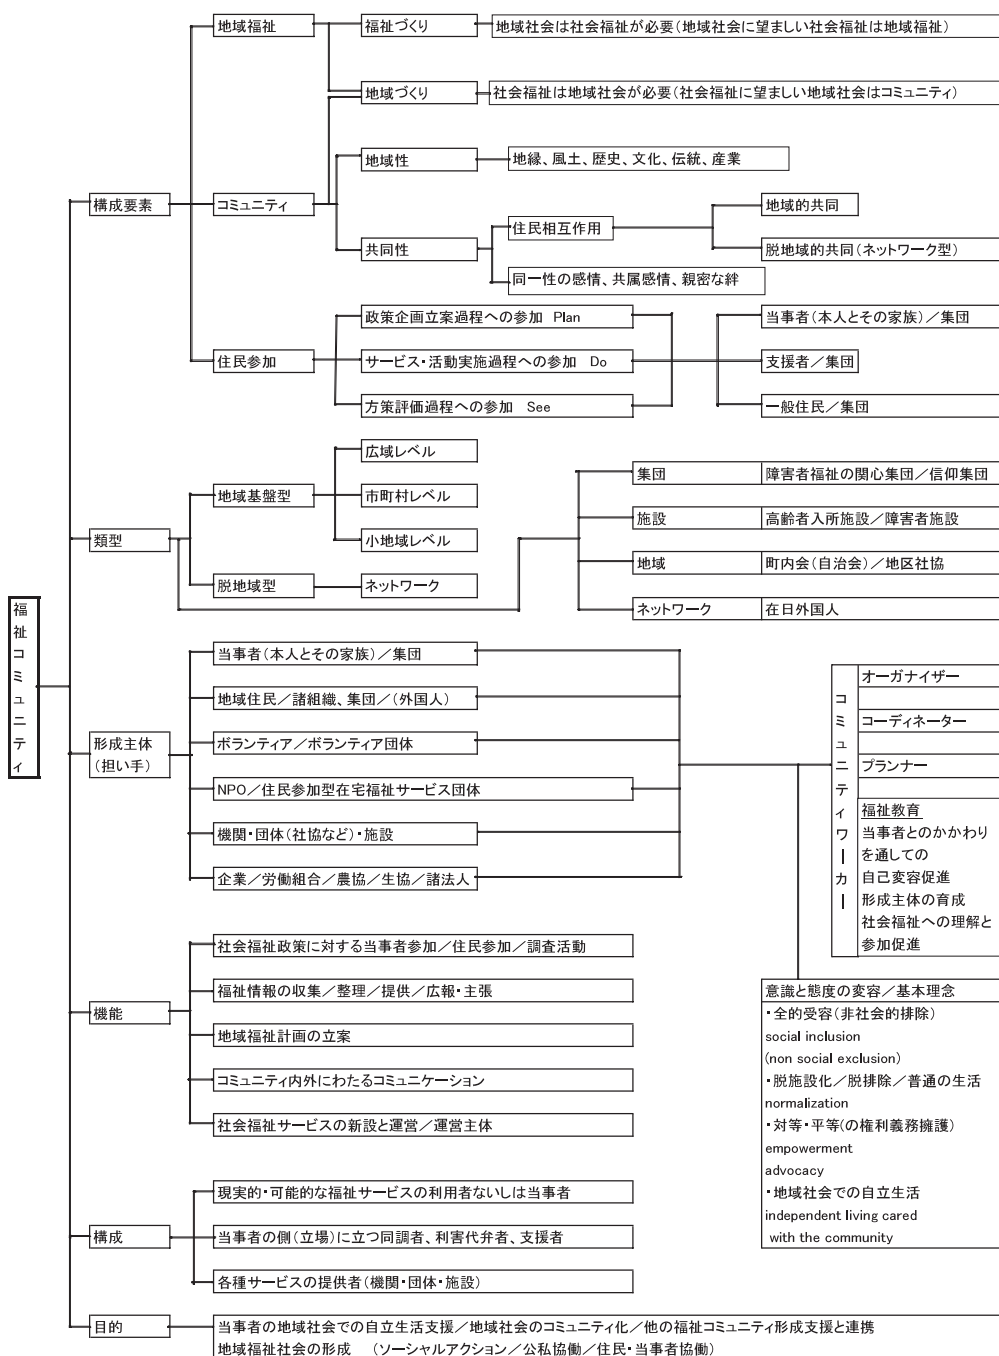 福祉コミュニティ
構成要素
地域福祉
福祉づくり
地域社会は社会福祉が必要(地域社会に望ましい社会福祉は地域福祉)
地域づくり
社会福祉は地域社会が必要(社会福祉に望ましい地域社会はコミュニティ)
コミュニティ
地域性
地縁、風土、歴史、文化、伝統、産業
共同性
住民相互作用
地域的共同
脱地域的共同(ネットワーク型)
同一性の感情、共属感情、親密な絆
住民参加
政策企画立案過程への参加 Plan
サービス・活動実施過程への参加 Do
方策評価過程への参加 See
当事者(本人とその家族)/集団
支援者/集団
一般住民/集団
類型
地域基盤型
広域レベル
市町村レベル
小地域レベル
脱地域型
ネットワーク
集団 障害者福祉の関心集団/信仰集団
施設 高齢者入所施設/障害者施設
地域 町内会(自治会)/地区社協
ネットワーク 在日外国人
形成主体
(担い手)
当事者(本人とその家族)/集団
地域住民/諸組織、集団/(外国人)
ボランティア/ボランティア団体
NPO/住民参加型在宅福祉サービス団体
機関・団体(社協など)・施設
企業/労働組合/農協/生協/諸法人
コミュニティワーカー
オーガナイザー
コーディネーター
プランナー
福祉教育
当事者とのかかわり
を通しての
自己変容促進
形成主体の育成
社会福祉への理解と
参加促進
意識と態度の変容/基本理念
・全的受容(非社会的排除)
social inclusion
(non social exclusion)
・脱施設化/脱排除/普通の生活
normalization
・対等・平等(の権利義務擁護)
empowerment
advocacy
・地域社会での自立生活
independent living cared
with the community
機能
社会福祉政策に対する当事者参加/住民参加/調査活動
福祉情報の収集/整理/提供/広報・主張
地域福祉計画の立案
コミュニティ内外にわたるコミュニケーション
社会福祉サービスの新設と運営/運営主体
構成
現実的・可能的な福祉サービスの利用者ないしは当事者
当事者の側(立場)に立つ同調者、利害代弁者、支援者
各種サービスの提供者(機関・団体・施設)
目的
当事者の地域社会での自立生活支援/地域社会のコミュニティ化/他の福祉コミュニティ形成支援と連携
地域福祉社会の形成 (ソーシャルアクション/公私協働/住民・当事者協働)